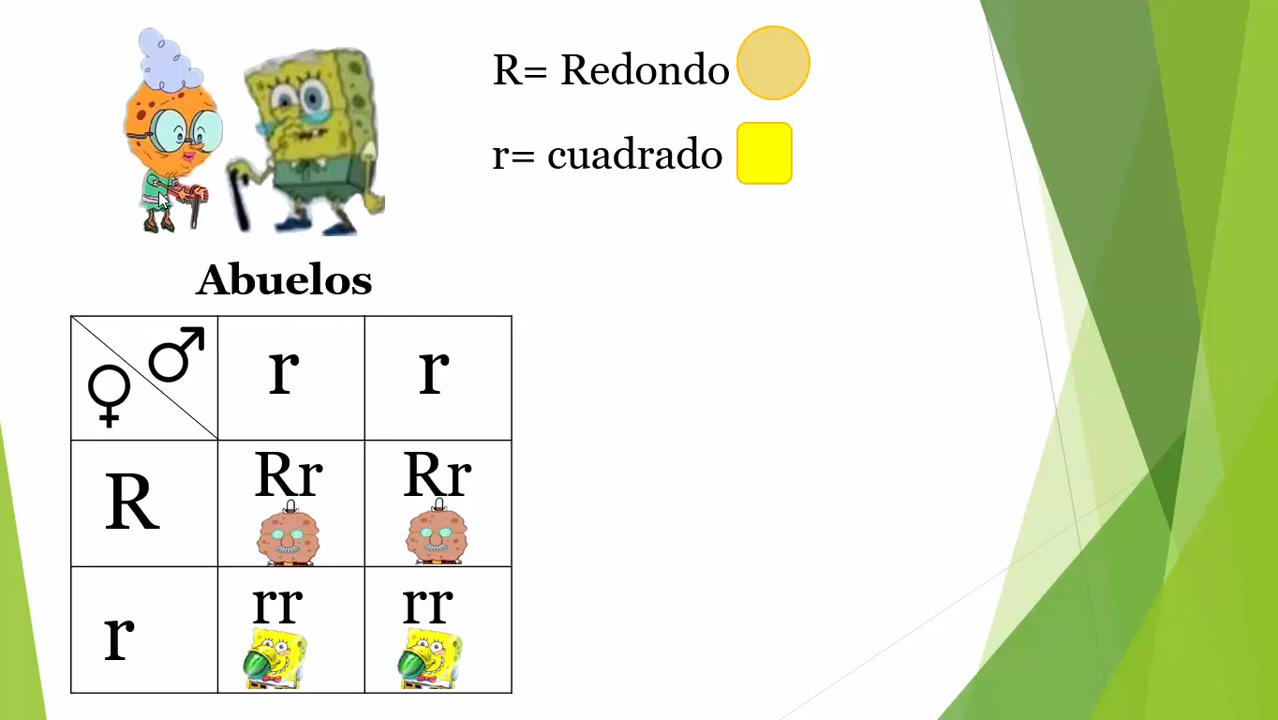 R= Redondo
r= cuadrado
Abuelos
♂ r r
♀
R Rr Rr
r rr rr